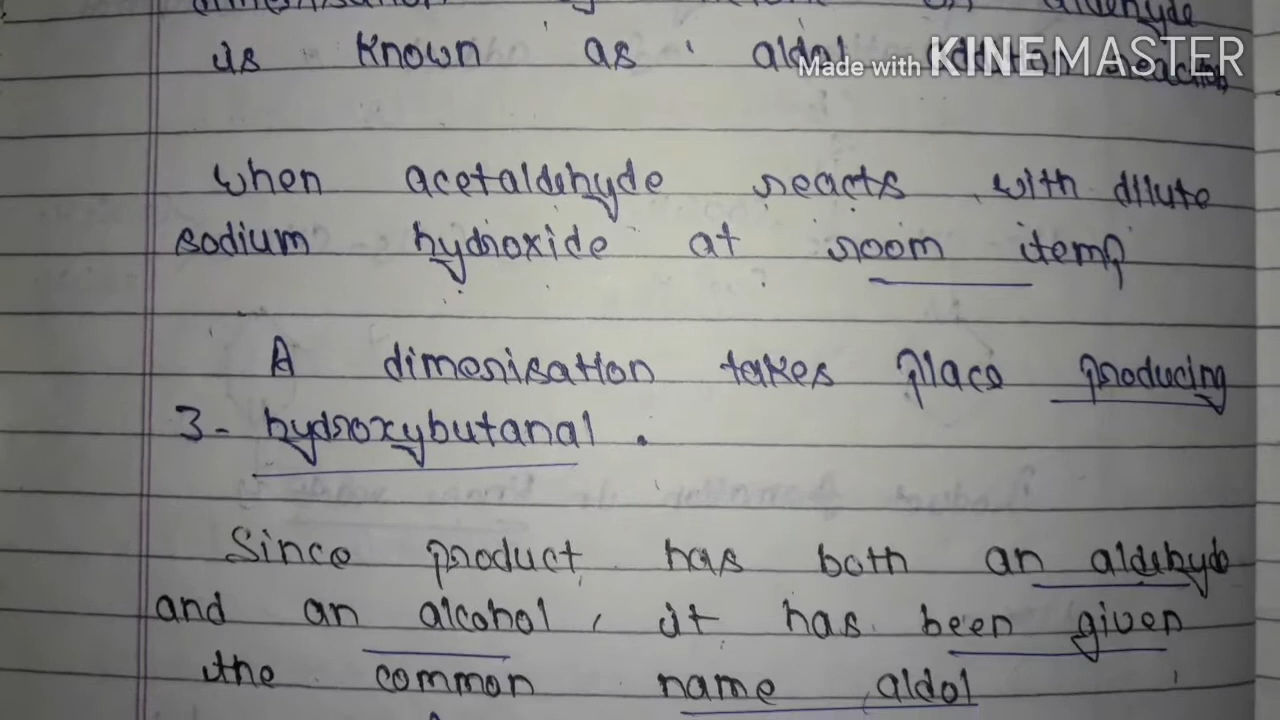 is known as aldol addition reaction
Made with KINEMASTER
when acetaldehyde reacts with dilute
sodium hydroxide at room temp
A dimerisation takes place producing
3- hydroxybutanal .
Since product has both an aldehyde
and an alcohol, it has been given
the common name aldol